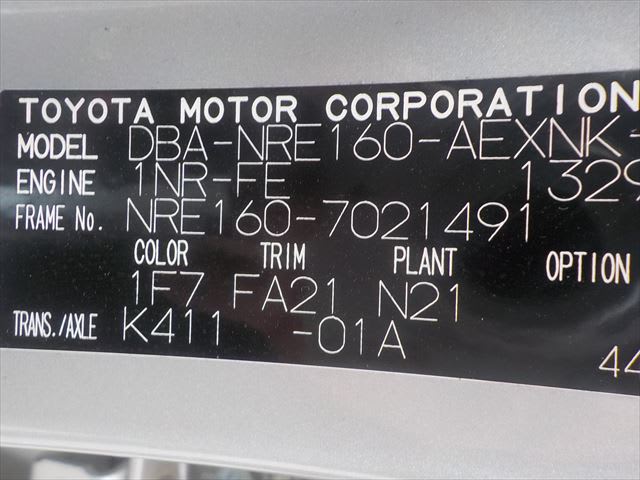 TOYOTA MOTOR CORPORATION
MODEL DBA-NRE160-AEXNK-
ENGINE 1NR-FE 1329
FRAME No. NRE160-7021491
COLOR TRIM PLANT OPTION
1F7 FA21 N21
TRANS./AXLE K411 -01A
44